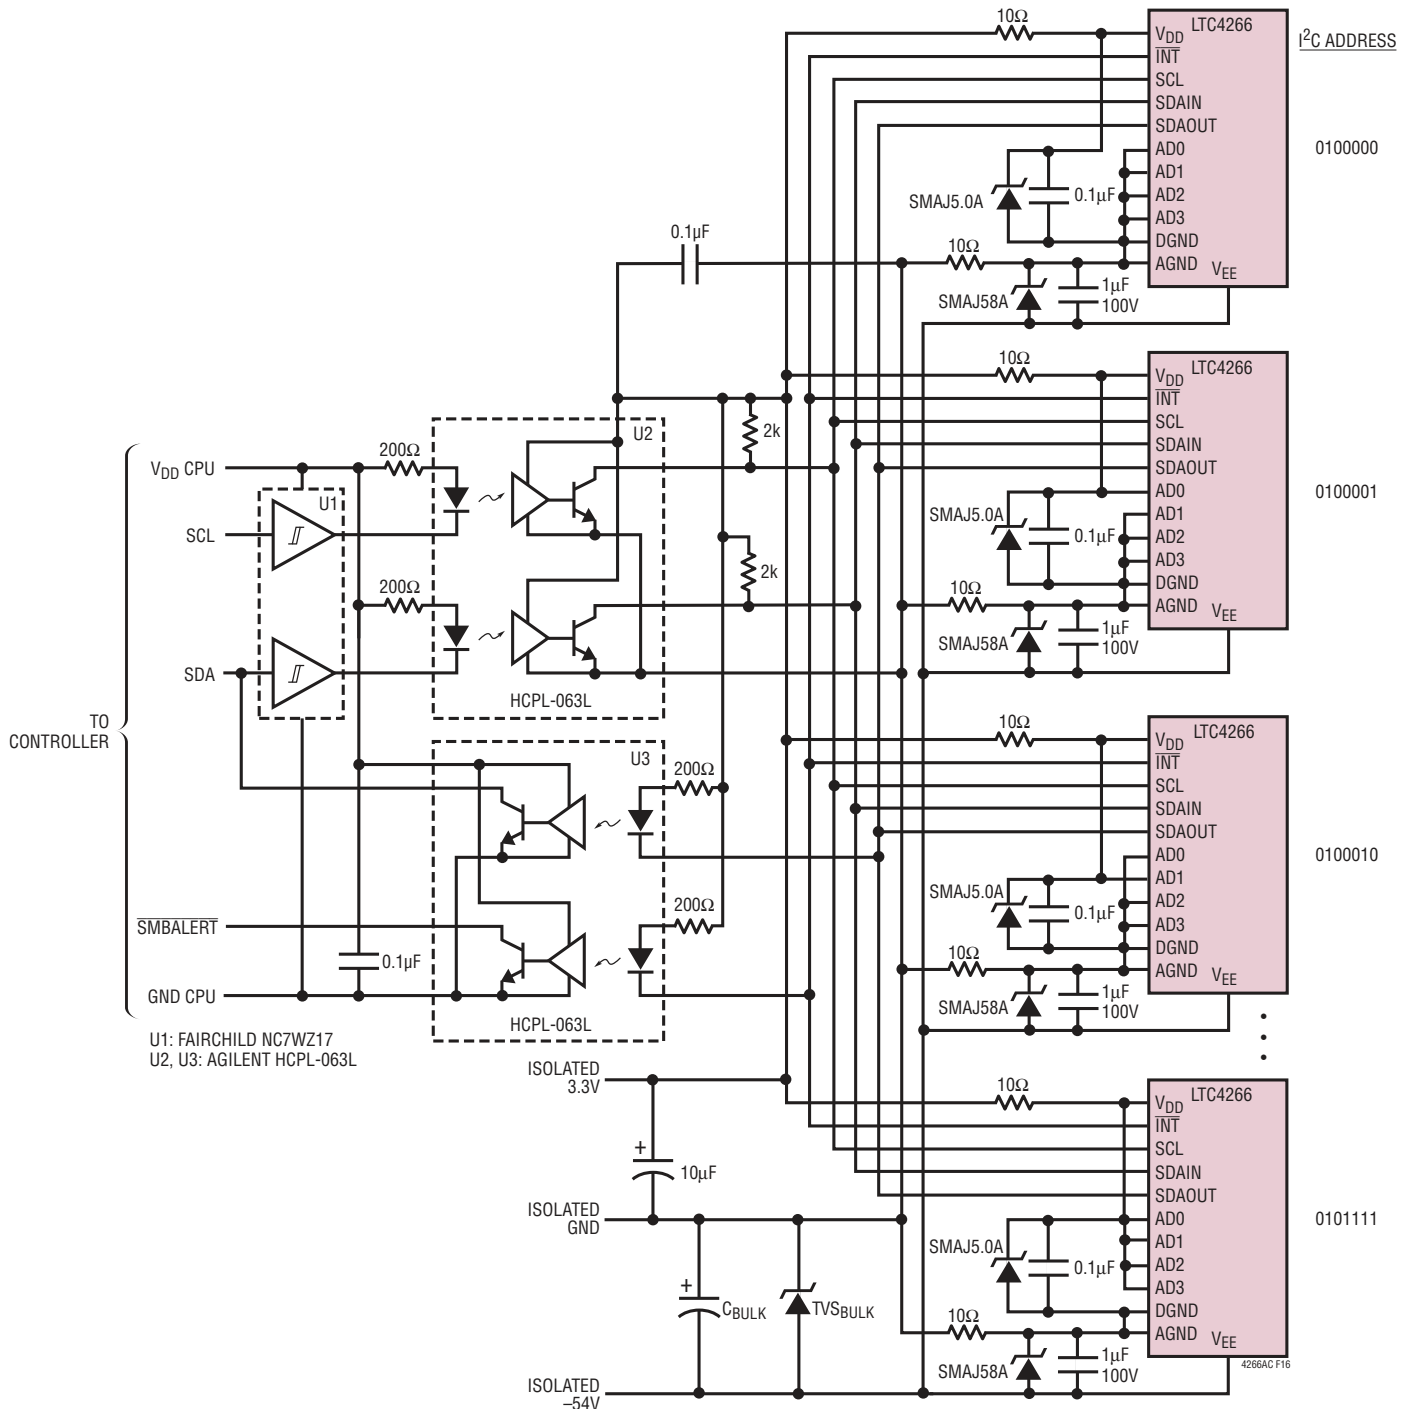 10Ω
LTC4266
I²C ADDRESS
VDD
INT
SCL
SDAIN
SDAOUT
AD0
AD1
AD2
AD3
DGND
AGND
VEE
0100000
SMAJ5.0A
0.1µF
0.1µF
10Ω
SMAJ58A
1µF
100V
10Ω
LTC4266
VDD
INT
SCL
SDAIN
SDAOUT
AD0
AD1
AD2
AD3
DGND
AGND
VEE
0100001
SMAJ5.0A
0.1µF
10Ω
SMAJ58A
1µF
100V
TO
CONTROLLER
VDD CPU
SCL
SDA
SMBALERT
GND CPU
U1
200Ω
200Ω
U2
HCPL-063L
2k
2k
U3
200Ω
200Ω
HCPL-063L
0.1µF
U1: FAIRCHILD NC7WZ17
U2, U3: AGILENT HCPL-063L
10Ω
LTC4266
VDD
INT
SCL
SDAIN
SDAOUT
AD0
AD1
AD2
AD3
DGND
AGND
VEE
0100010
SMAJ5.0A
0.1µF
10Ω
SMAJ58A
1µF
100V
ISOLATED
3.3V
+
10µF
ISOLATED
GND
+
CBULK
TVSBULK
ISOLATED
–54V
10Ω
LTC4266
VDD
INT
SCL
SDAIN
SDAOUT
AD0
AD1
AD2
AD3
DGND
AGND
VEE
0101111
SMAJ5.0A
0.1µF
10Ω
SMAJ58A
1µF
100V
4266AC F16